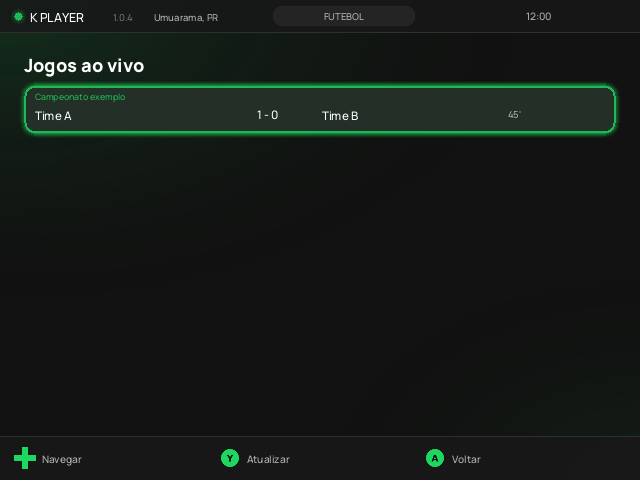 K PLAYER 1.0.4 Umuarama, PR FUTEBOL 12:00
Jogos ao vivo
Campeonato exemplo
Time A 1 - 0 Time B 45'
Navegar Y Atualizar A Voltar